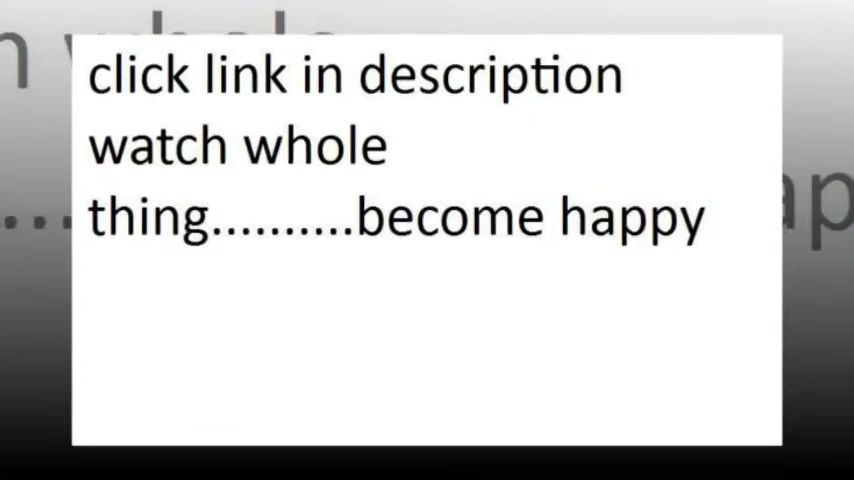 click link in description
watch whole
thing..........become happy